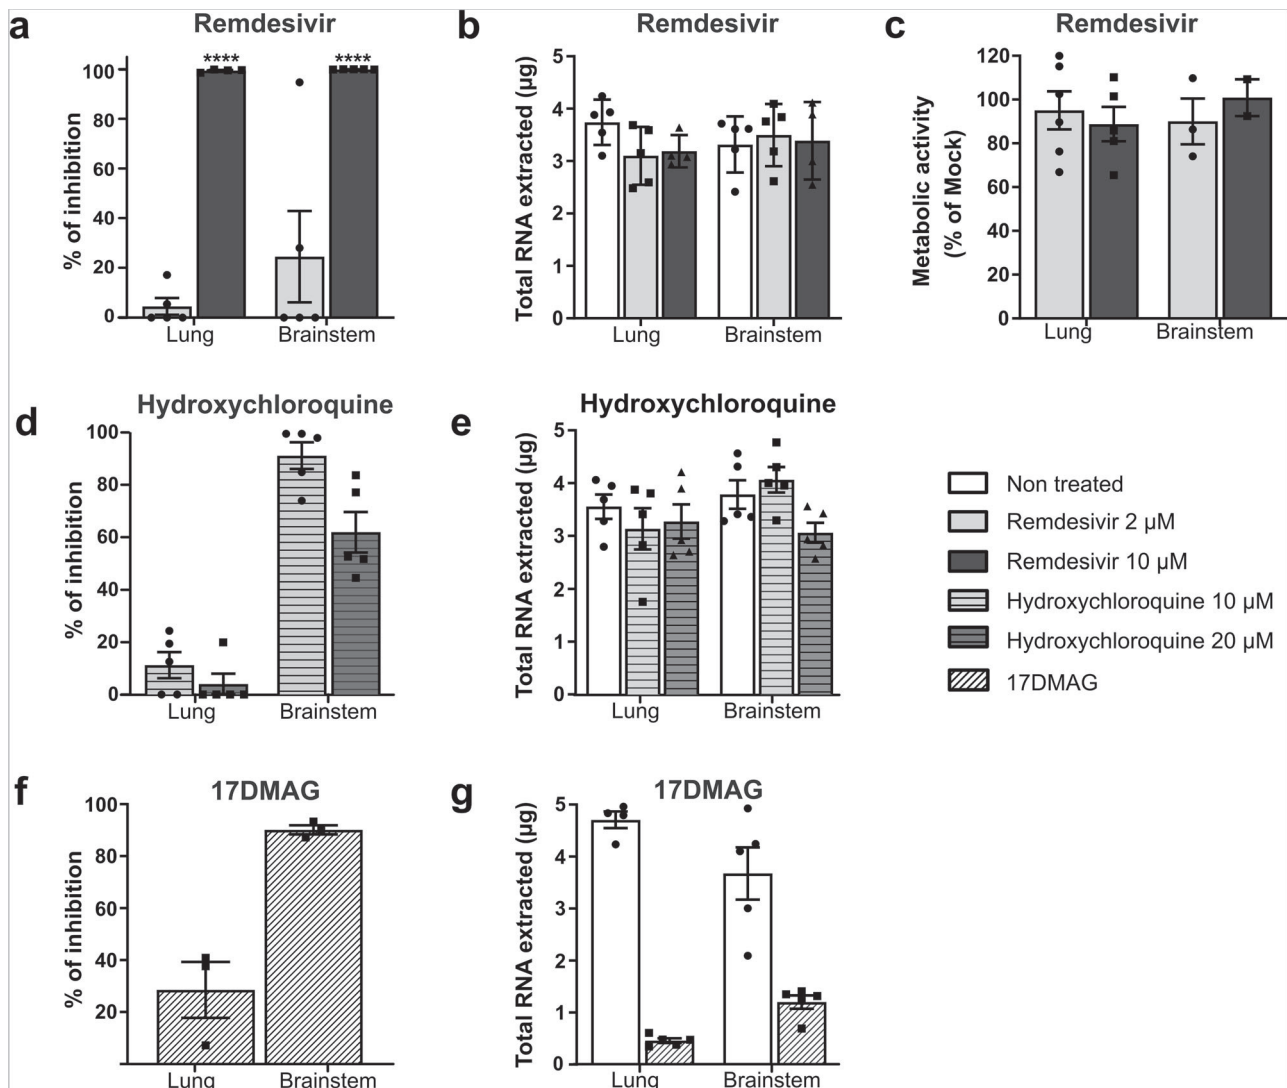 a
Remdesivir
% of inhibition
100
80
60
40
20
0
****
****
Lung
Brainstem
b
Remdesivir
Total RNA extracted (µg)
5
4
3
2
1
0
Lung
Brainstem
c
Remdesivir
Metabolic activity
(% of Mock)
120
100
80
60
40
20
0
Lung
Brainstem
d
Hydroxychloroquine
% of inhibition
100
80
60
40
20
0
Lung
Brainstem
e
Hydroxychloroquine
Total RNA extracted (µg)
5
4
3
2
1
0
Lung
Brainstem
Non treated
Remdesivir 2 µM
Remdesivir 10 µM
Hydroxychloroquine 10 µM
Hydroxychloroquine 20 µM
17DMAG
f
17DMAG
% of inhibition
100
80
60
40
20
Lung
Brainstem
g
17DMAG
Total RNA extracted (µg)
5
4
3
2
1
0
Lung
Brainstem